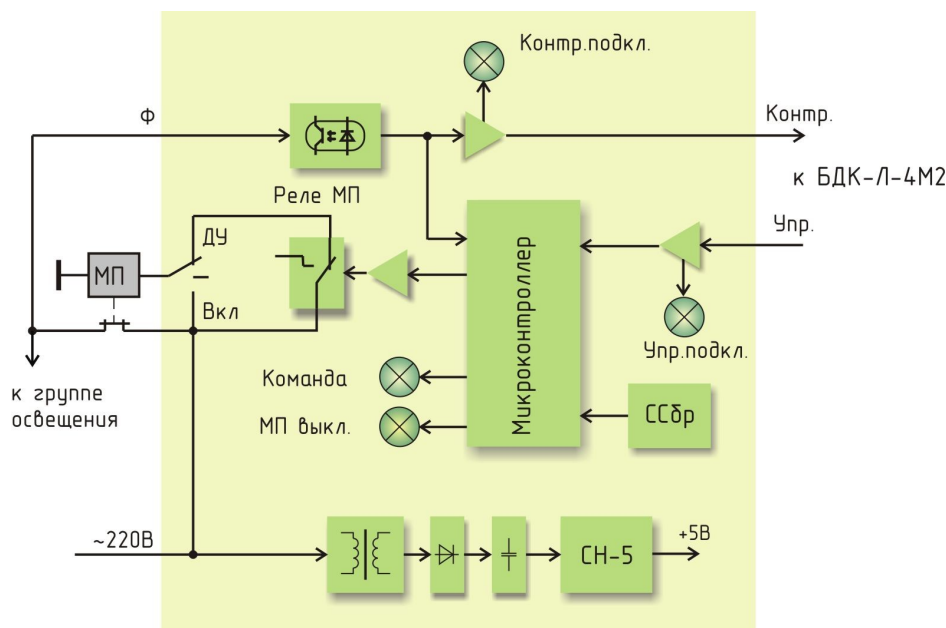 Контр.подкл.
Ф
Контр.
к БДК-Л-4М2
Реле МП
Упр.
ДУ
МП
Микроконтроллер
Вкл
Упр.подкл.
к группе
освещения
Команда
МП выкл.
ССбр
~220В
СН-5
+5В